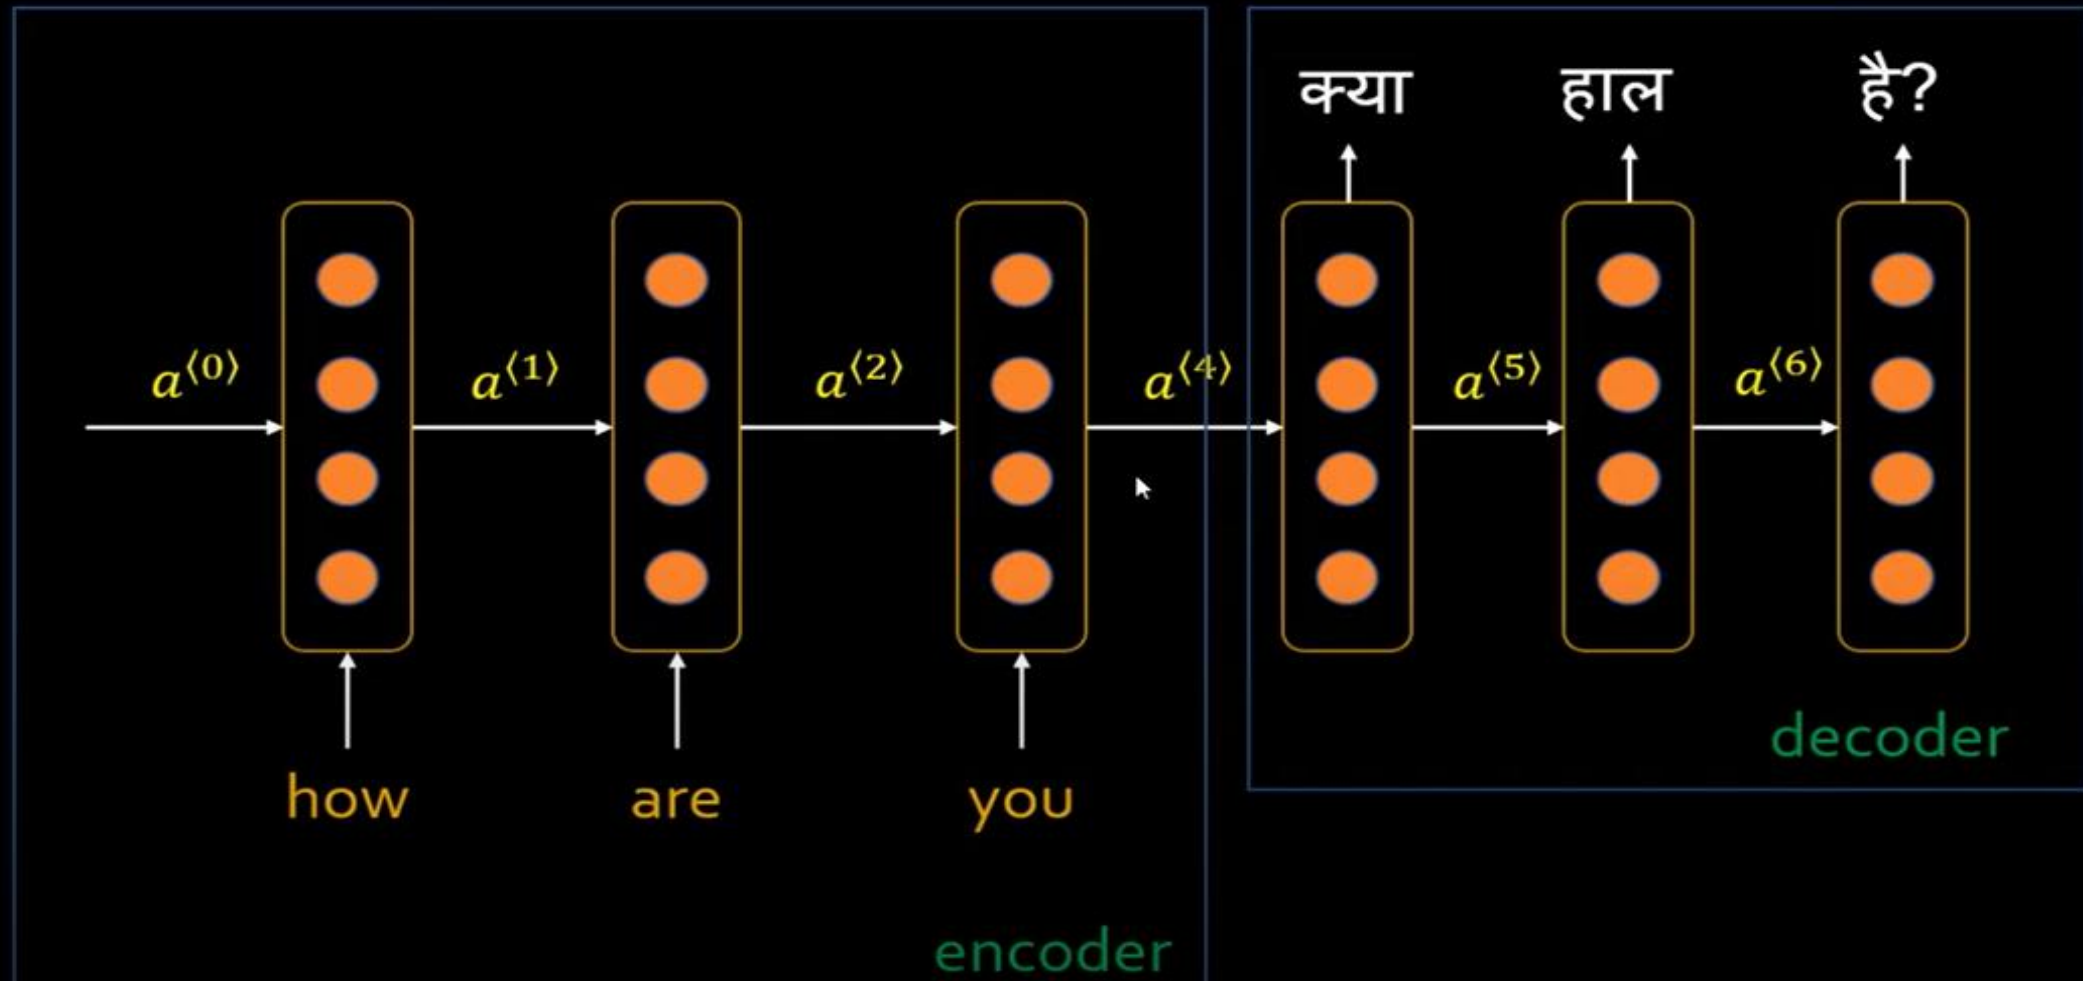 क्या हाल है?
a⟨0⟩ a⟨1⟩ a⟨2⟩ a⟨4⟩ a⟨5⟩ a⟨6⟩
how are you
decoder
encoder